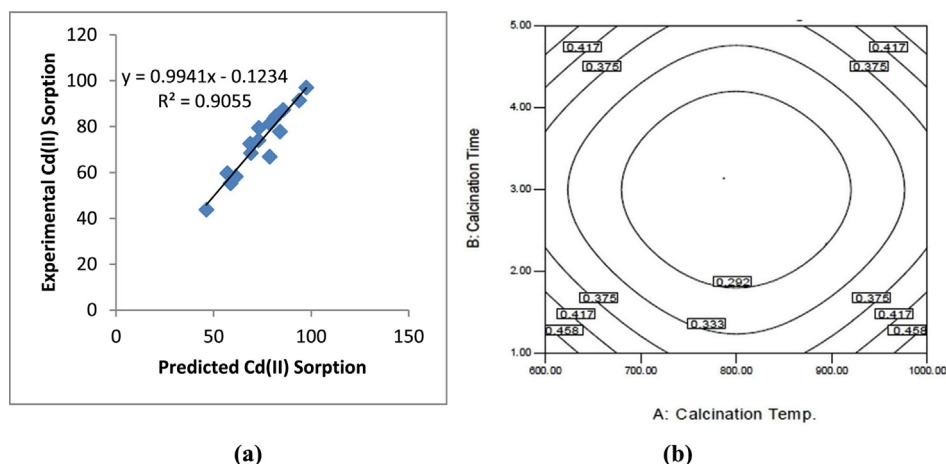 120
100
80
60
40
20
0
0 50 100 150
Experimental Cd(II) Sorption
y = 0.9941x - 0.1234
R² = 0.9055
Predicted Cd(II) Sorption
(a)
5.00
4.00
3.00
2.00
1.00
B: Calcination Time
0.417 0.417
0.375 0.375
0.292
0.375 0.375
0.417 0.417
0.333
0.458 0.458
600.00 700.00 800.00 900.00 1000.00
A: Calcination Temp.
(b)